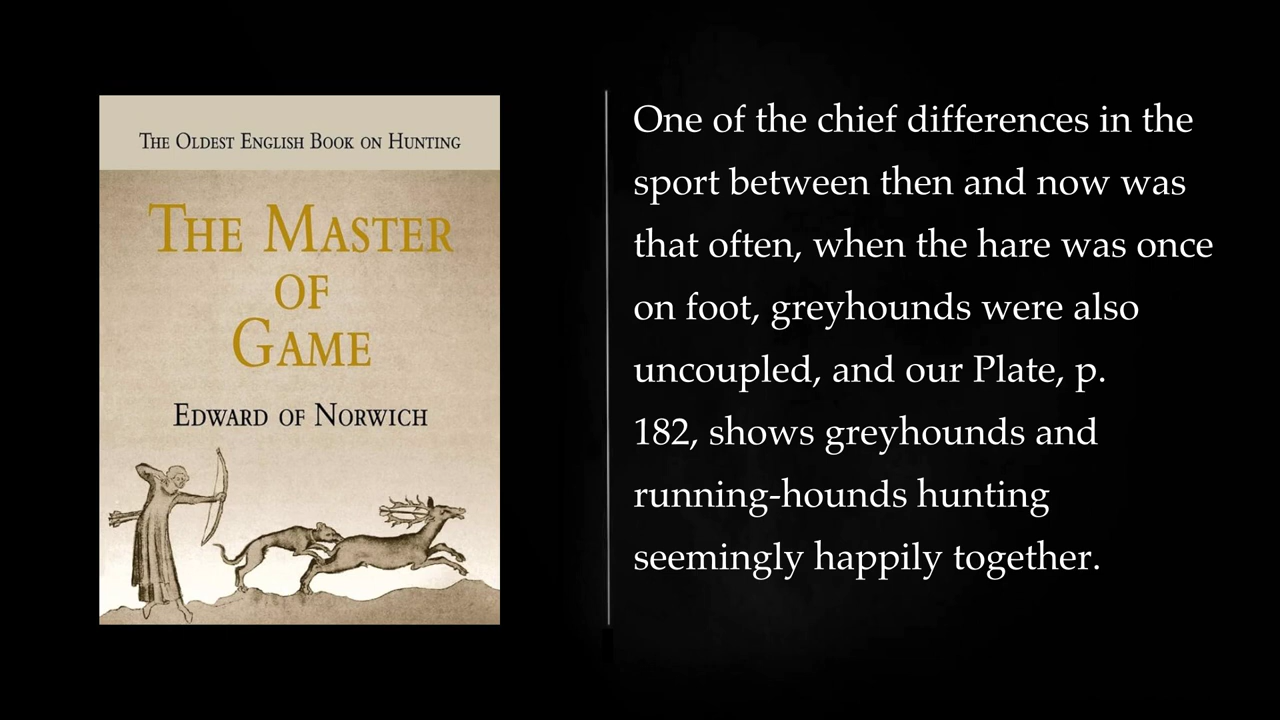 The Oldest English Book on Hunting
The Master
of
Game
Edward of Norwich
One of the chief differences in the
sport between then and now was
that often, when the hare was once
on foot, greyhounds were also
uncoupled, and our Plate, p.
182, shows greyhounds and
running-hounds hunting
seemingly happily together.